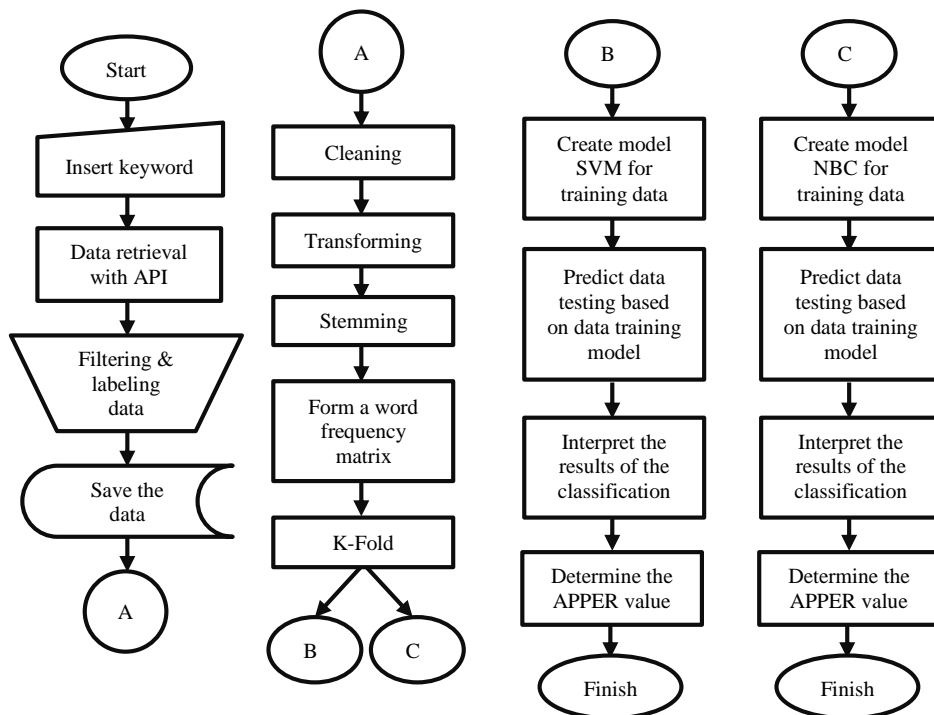 Start
Insert keyword
Data retrieval
with API
Filtering &
labeling
data
Save the
data
A
A
Cleaning
Transforming
Stemming
Form a word
frequency
matrix
K-Fold
B
C
B
Create model
SVM for
training data
Predict data
testing based
on data training
model
Interpret the
results of the
classification
Determine the
APPER value
Finish
C
Create model
NBC for
training data
Predict data
testing based
on data training
model
Interpret the
results of the
classification
Determine the
APPER value
Finish